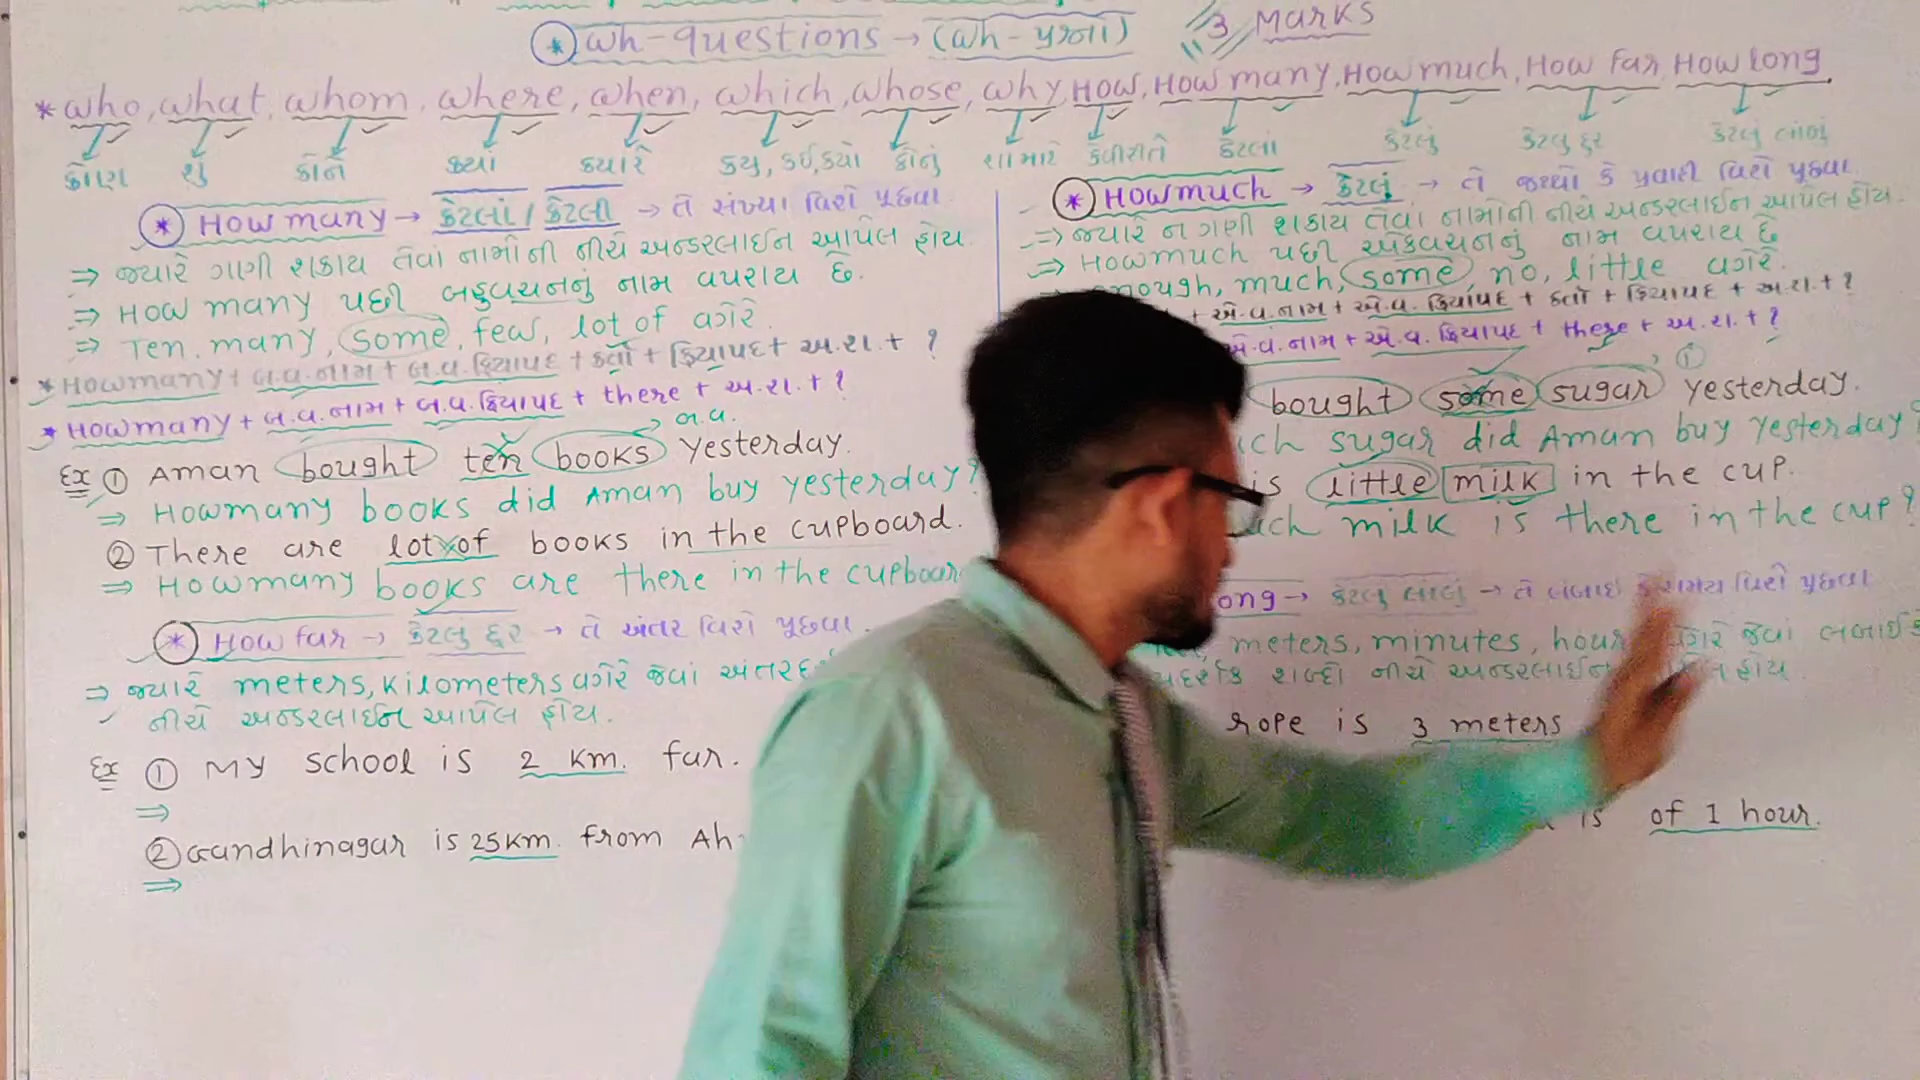 * wh-questions → (wh-પ્રશ્નો) 3 Marks
* who, what, whom, where, when, which, whose, why, How, How many, How much, How far, How long
કોણ શું કોને ક્યાં ક્યારે કયુ, કઈ, કયો કોનું શા માટે કેવી રીતે કેટલાં કેટલું કેટલુ દુર કેટલુ લાંબું
* How many → કેટલાં / કેટલી → તે સંખ્યા વિશે પૂછવા
⇒ જ્યારે ગણી શકાય તેવાં નામોની નીચે અન્ડરલાઈન આપેલ હોય
⇒ How many પછી બહુવચનનું નામ વપરાય છે.
⇒ Ten, many, some, few, lot of વગેરે
* How many + બ.વ.નામ + બ.વ. ક્રિયાપદ + કર્તા + ક્રિયાપદ + અ.શ. + ?
* How many + બ.વ.નામ + બ.વ. ક્રિયાપદ + there + અ.શ. + ?
બ.વ.
Ex ① Aman bought ten books yesterday.
⇒ How many books did Aman buy yesterday?
② There are lot of books in the cupboard.
⇒ How many books are there in the cupboar
* How far → કેટલુ દુર → તે અંતર વિશે પૂછવા.
⇒ જ્યારે meters, kilometers વગેરે જેવાં અંતર
નીચે અન્ડરલાઈન આપેલ હોય.
Ex ① My school is 2 km. far.
⇒
② Gandhinagar is 25 km. from Ah
⇒
* How much → કેટલું → તે જથ્થો કે પ્રવાહી વિશે પૂછવા
⇒ જ્યારે ન ગણી શકાય તેવા નામોની નીચે અન્ડરલાઈન આપેલ હોય.
⇒ How much પછી એકવચનનું નામ વપરાય છે
enough, much, some, no, little વગેરે.
+ એ.વ.નામ + એ.વ. ક્રિયાપદ + કર્તા + ક્રિયાપદ + અ.શ. + ?
એ.વ. નામ + એ.વ. ક્રિયાપદ + there + અ.શ. + ?
①
bought some sugar yesterday.
ch sugar did Aman buy yesterday?
is little milk in the cup.
uch milk is there in the cup?
ong → કેટલુ લાંબું → તે લંબાઈ કે સમય વિશે પૂછવા
meters, minutes, hour વગેરે જેવાં લંબાઈ કે
દર્શક શબ્દો નીચે અન્ડરલાઈન હોય.
rope is 3 meters
is of 1 hour.